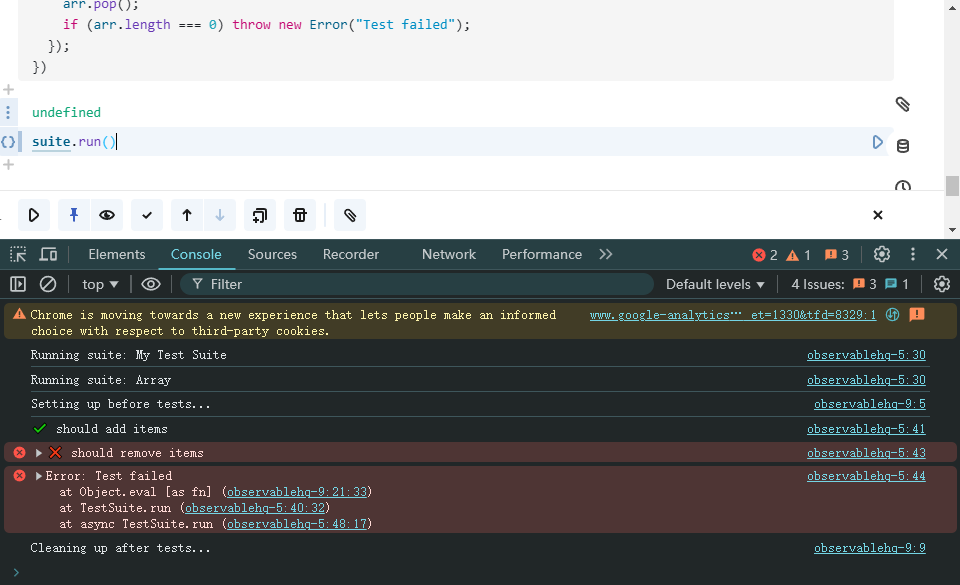 arr.pop();
if (arr.length === 0) throw new Error("Test failed");
});
})
undefined
suite.run()
Elements Console Sources Recorder Network Performance 2 1 3
top Filter Default levels 4 Issues: 3 1
Chrome is moving towards a new experience that lets people make an informed www.google-analytics… et=1330&tfd=8329:1
choice with respect to third-party cookies.
Running suite: My Test Suite observablehq-5:30
Running suite: Array observablehq-5:30
Setting up before tests... observablehq-9:5
should add items observablehq-5:41
should remove items observablehq-5:43
Error: Test failed observablehq-5:44
at Object.eval [as fn] (observablehq-9:21:33)
at TestSuite.run (observablehq-5:40:32)
at async TestSuite.run (observablehq-5:48:17)
Cleaning up after tests... observablehq-9:9